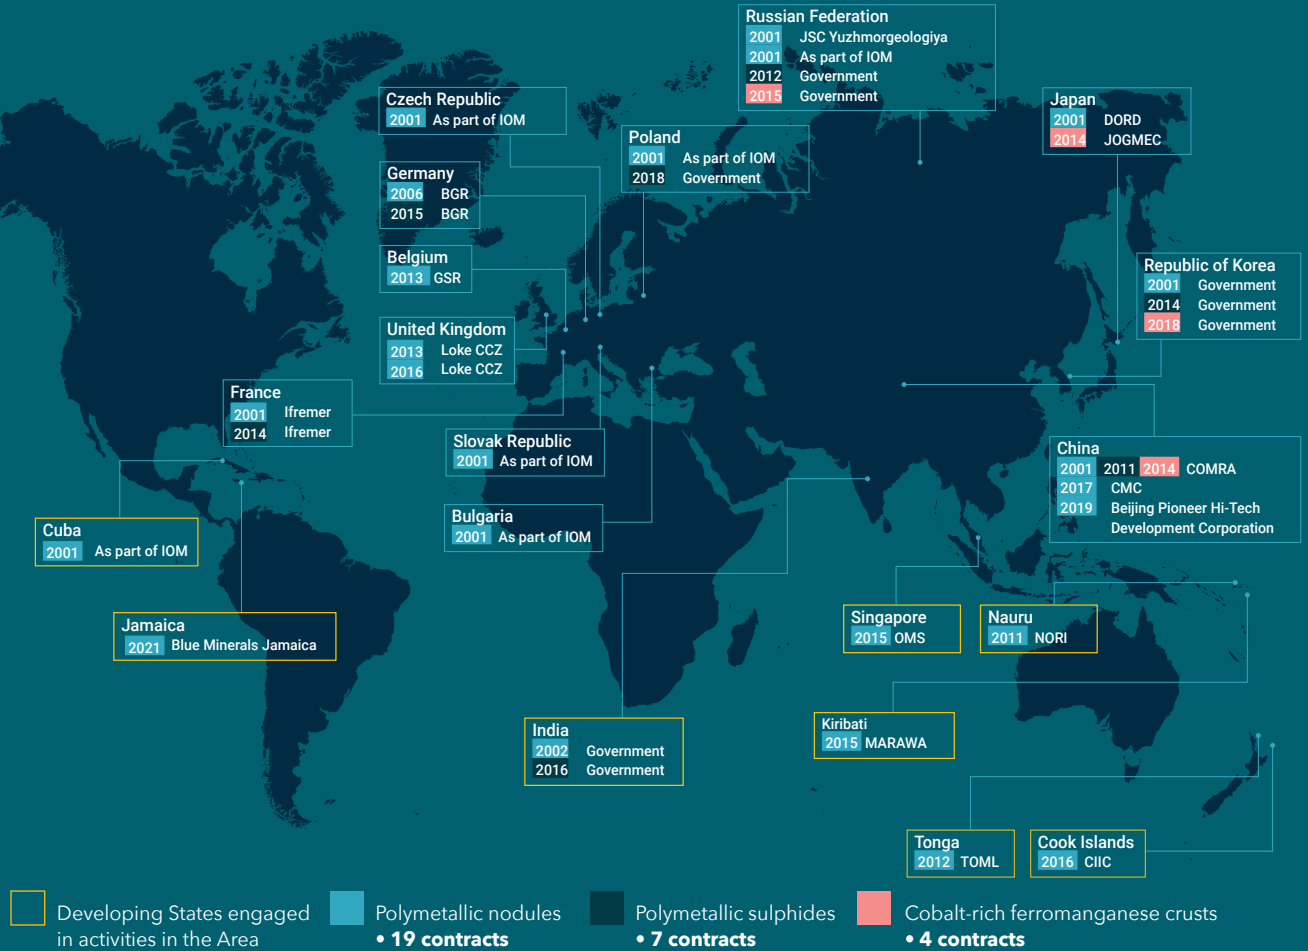 Russian Federation
2001 JSC Yuzhmorgeologiya
2001 As part of IOM
2012 Government
2015 Government
Czech Republic
2001 As part of IOM
Japan
2001 DORD
2014 JOGMEC
Poland
2001 As part of IOM
2018 Government
Germany
2006 BGR
2015 BGR
Belgium
2013 GSR
Republic of Korea
2001 Government
2014 Government
2018 Government
United Kingdom
2013 Loke CCZ
2016 Loke CCZ
France
2001 Ifremer
2014 Ifremer
Slovak Republic
2001 As part of IOM
China
2001 2011 2014 COMRA
2017 CMC
2019 Beijing Pioneer Hi-Tech
Development Corporation
Bulgaria
2001 As part of IOM
Cuba
2001 As part of IOM
Jamaica
2021 Blue Minerals Jamaica
Singapore
2015 OMS
Nauru
2011 NORI
Kiribati
2015 MARAWA
India
2002 Government
2016 Government
Tonga
2012 TOML
Cook Islands
2016 CIIC
Developing States engaged
in activities in the Area
Polymetallic nodules
• 19 contracts
Polymetallic sulphides
• 7 contracts
Cobalt-rich ferromanganese crusts
• 4 contracts